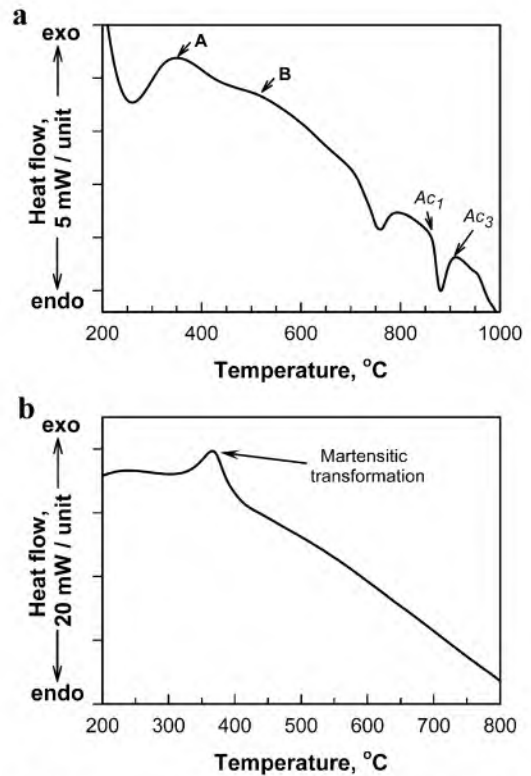 a
exo
Heat flow,
5 mW / unit
endo
A
B
Ac1
Ac3
200 400 600 800 1000
Temperature, °C
b
exo
Heat flow,
20 mW / unit
endo
Martensitic
transformation
200 300 400 500 600 700 800
Temperature, °C